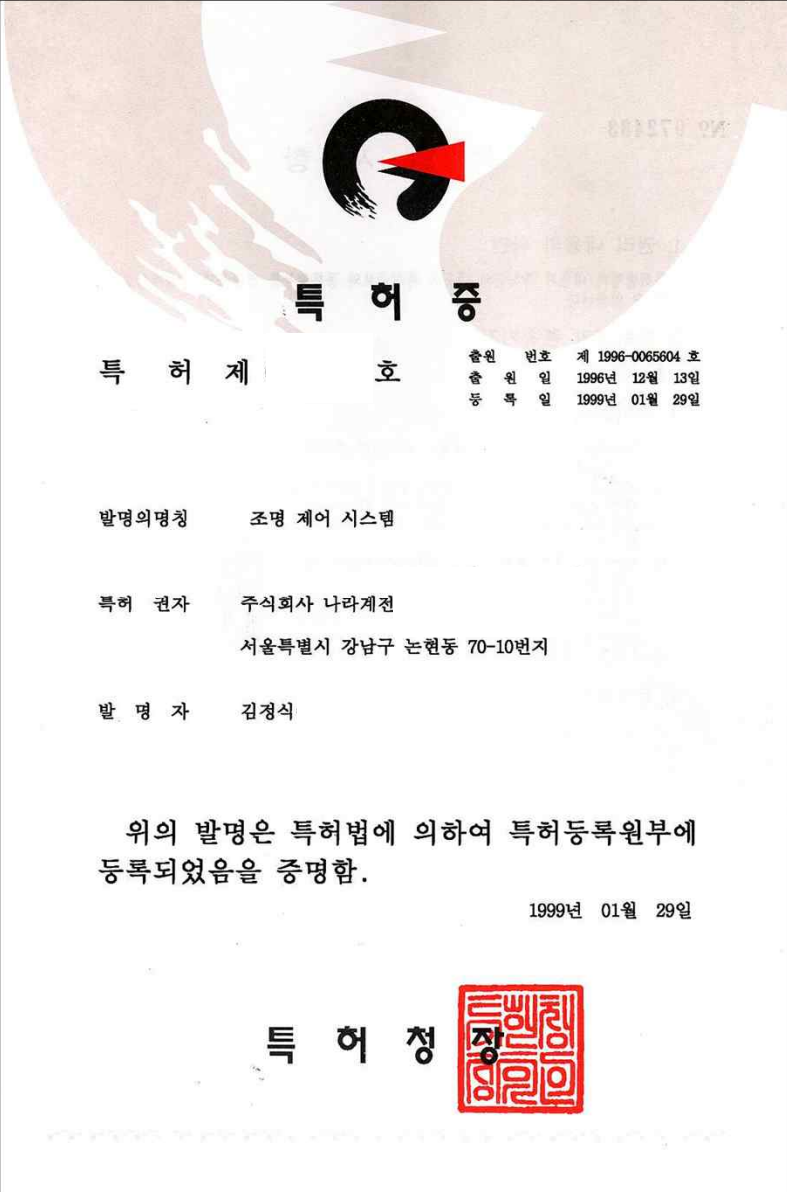 특 허 증
특 허 제 호
출원 번호 제 1996-0065604 호
출 원 일 1996년 12월 13일
등 록 일 1999년 01월 29일
발명의명칭 조명 제어 시스템
특허 권자 주식회사 나라계전
서울특별시 강남구 논현동 70-10번지
발 명 자 김정식
위의 발명은 특허법에 의하여 특허등록원부에
등록되었음을 증명함.
1999년 01월 29일
특 허 청 장